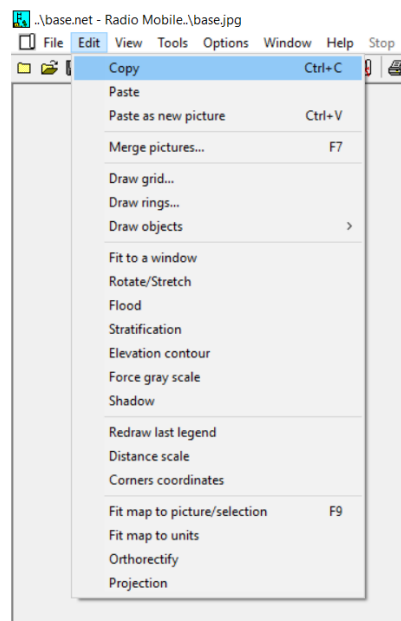 ..\base.net - Radio Mobile..\base.jpg
File Edit View Tools Options Window Help Stop
Copy Ctrl+C
Paste
Paste as new picture Ctrl+V
Merge pictures... F7
Draw grid...
Draw rings...
Draw objects
Fit to a window
Rotate/Stretch
Flood
Stratification
Elevation contour
Force gray scale
Shadow
Redraw last legend
Distance scale
Corners coordinates
Fit map to picture/selection F9
Fit map to units
Orthorectify
Projection